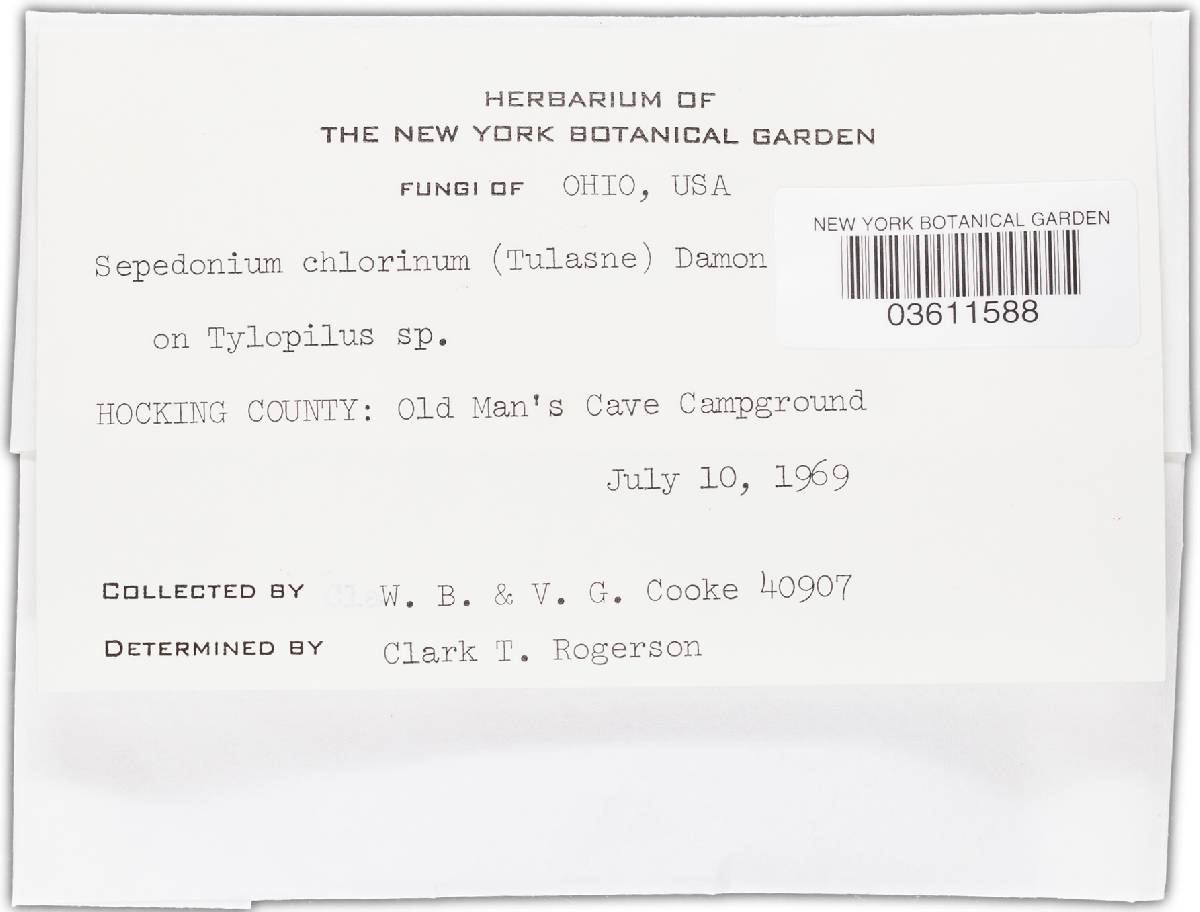 HERBARIUM OF
THE NEW YORK BOTANICAL GARDEN
FUNGI OF OHIO, USA
NEW YORK BOTANICAL GARDEN
03611588
Sepedonium chlorinum (Tulasne) Damon
on Tylopilus sp.
HOCKING COUNTY: Old Man's Cave Campground
July 10, 1969
COLLECTED BY W. B. & V. G. Cooke 40907
DETERMINED BY Clark T. Rogerson